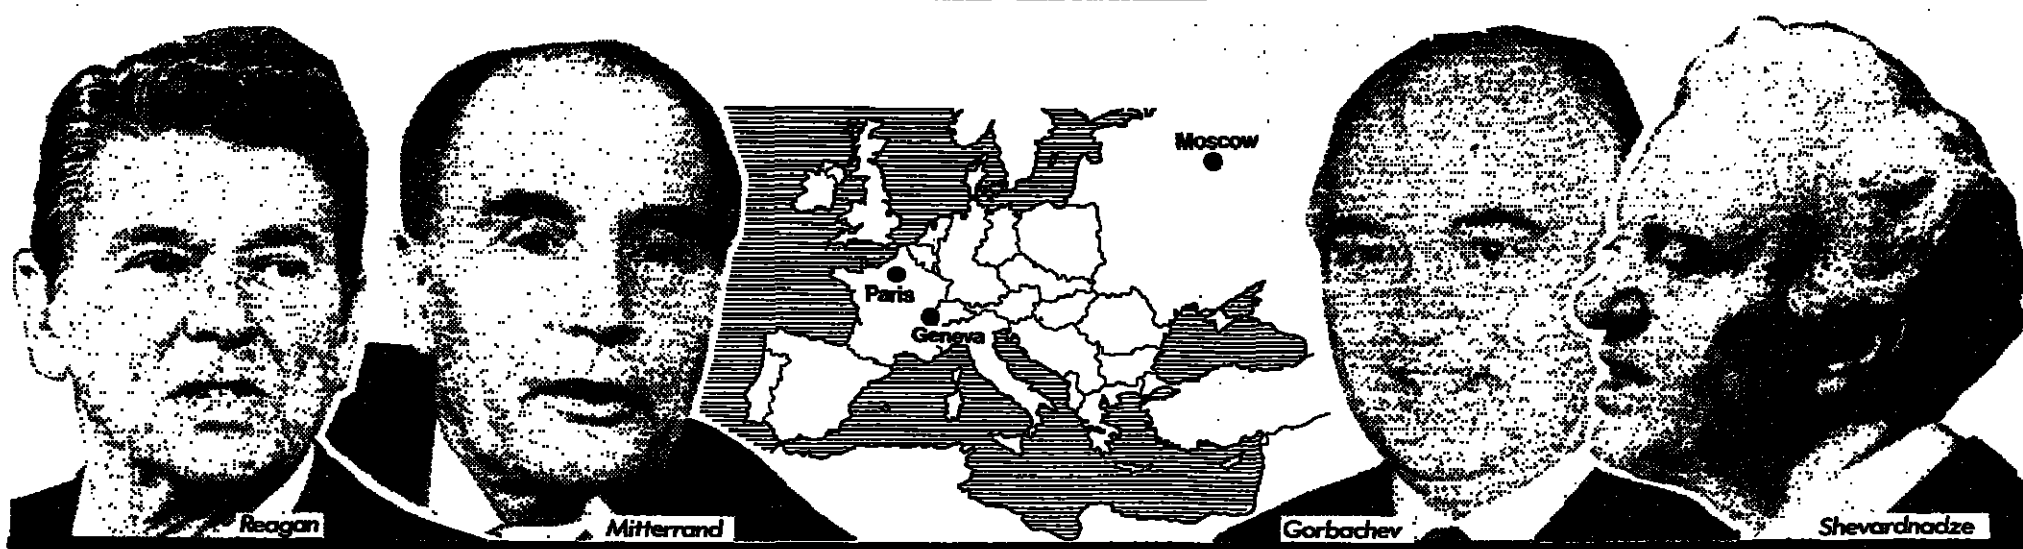 Moscow
Paris
Geneva
Reagan
Mitterrand
Gorbachev
Shevardnadze